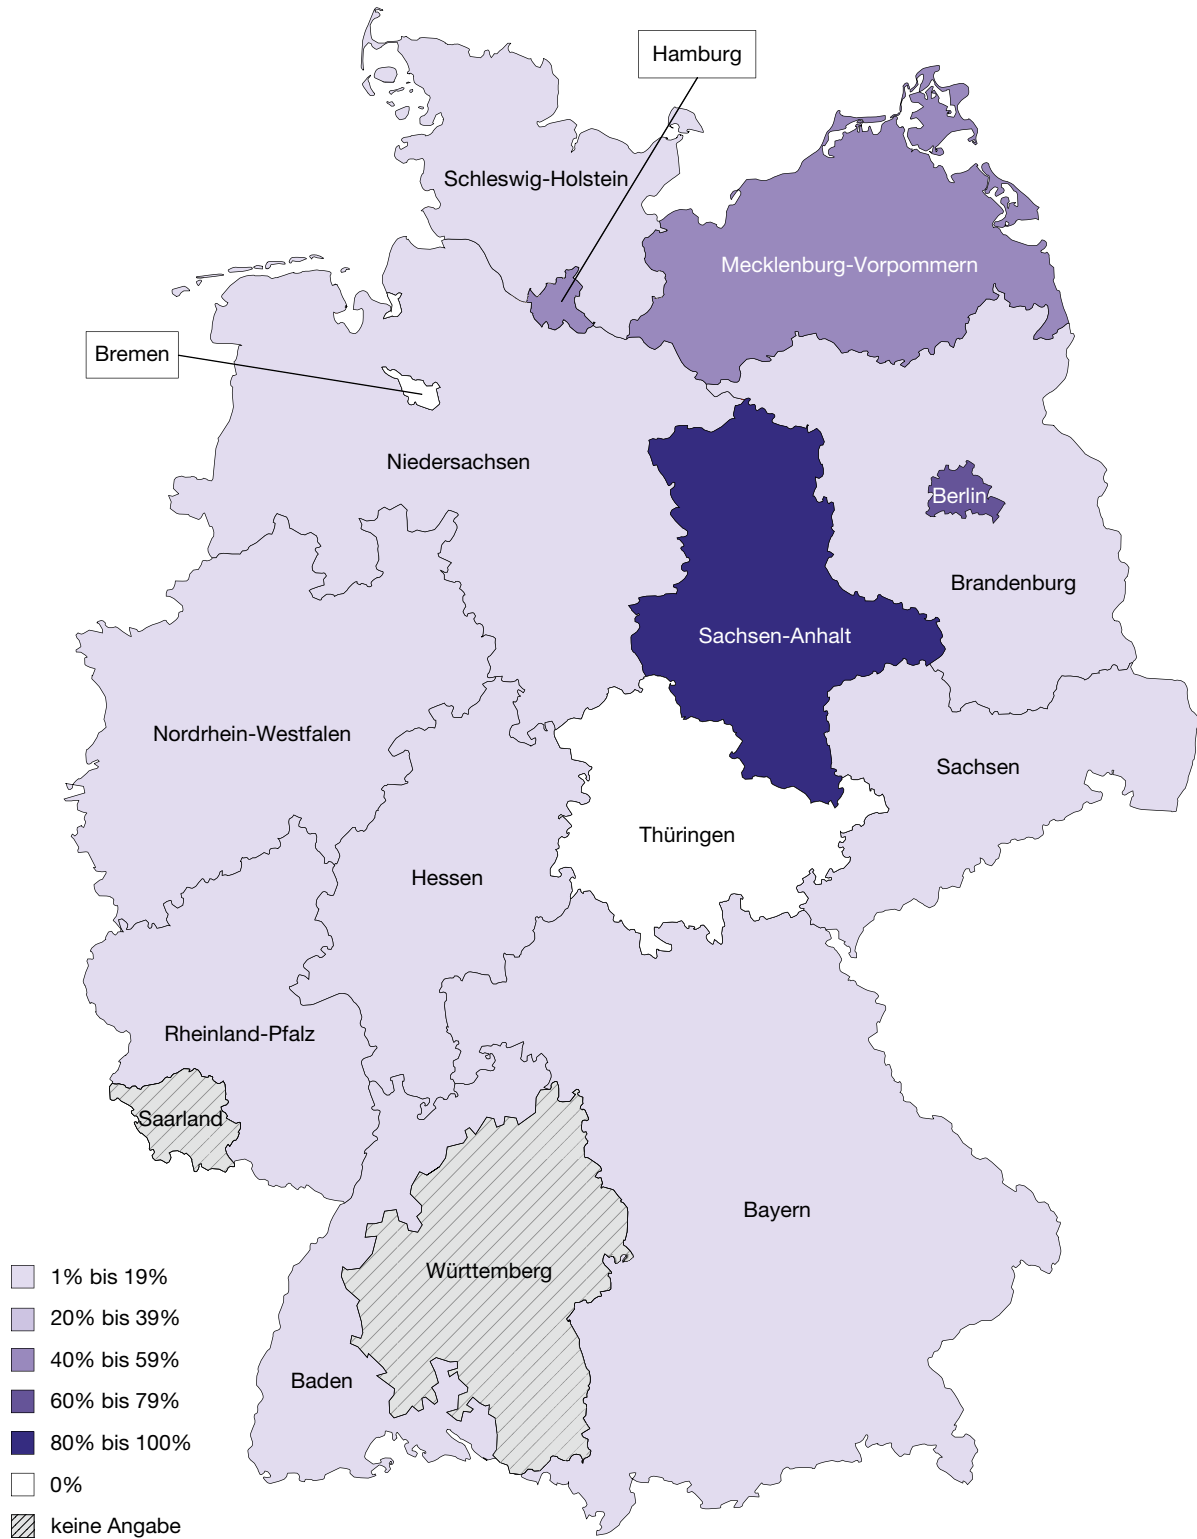 Hamburg
Schleswig-Holstein
Mecklenburg-Vorpommern
Bremen
Niedersachsen
Berlin
Brandenburg
Sachsen-Anhalt
Nordrhein-Westfalen
Sachsen
Thüringen
Hessen
Rheinland-Pfalz
Saarland
Bayern
Württemberg
Baden
1% bis 19%
20% bis 39%
40% bis 59%
60% bis 79%
80% bis 100%
0%
keine Angabe